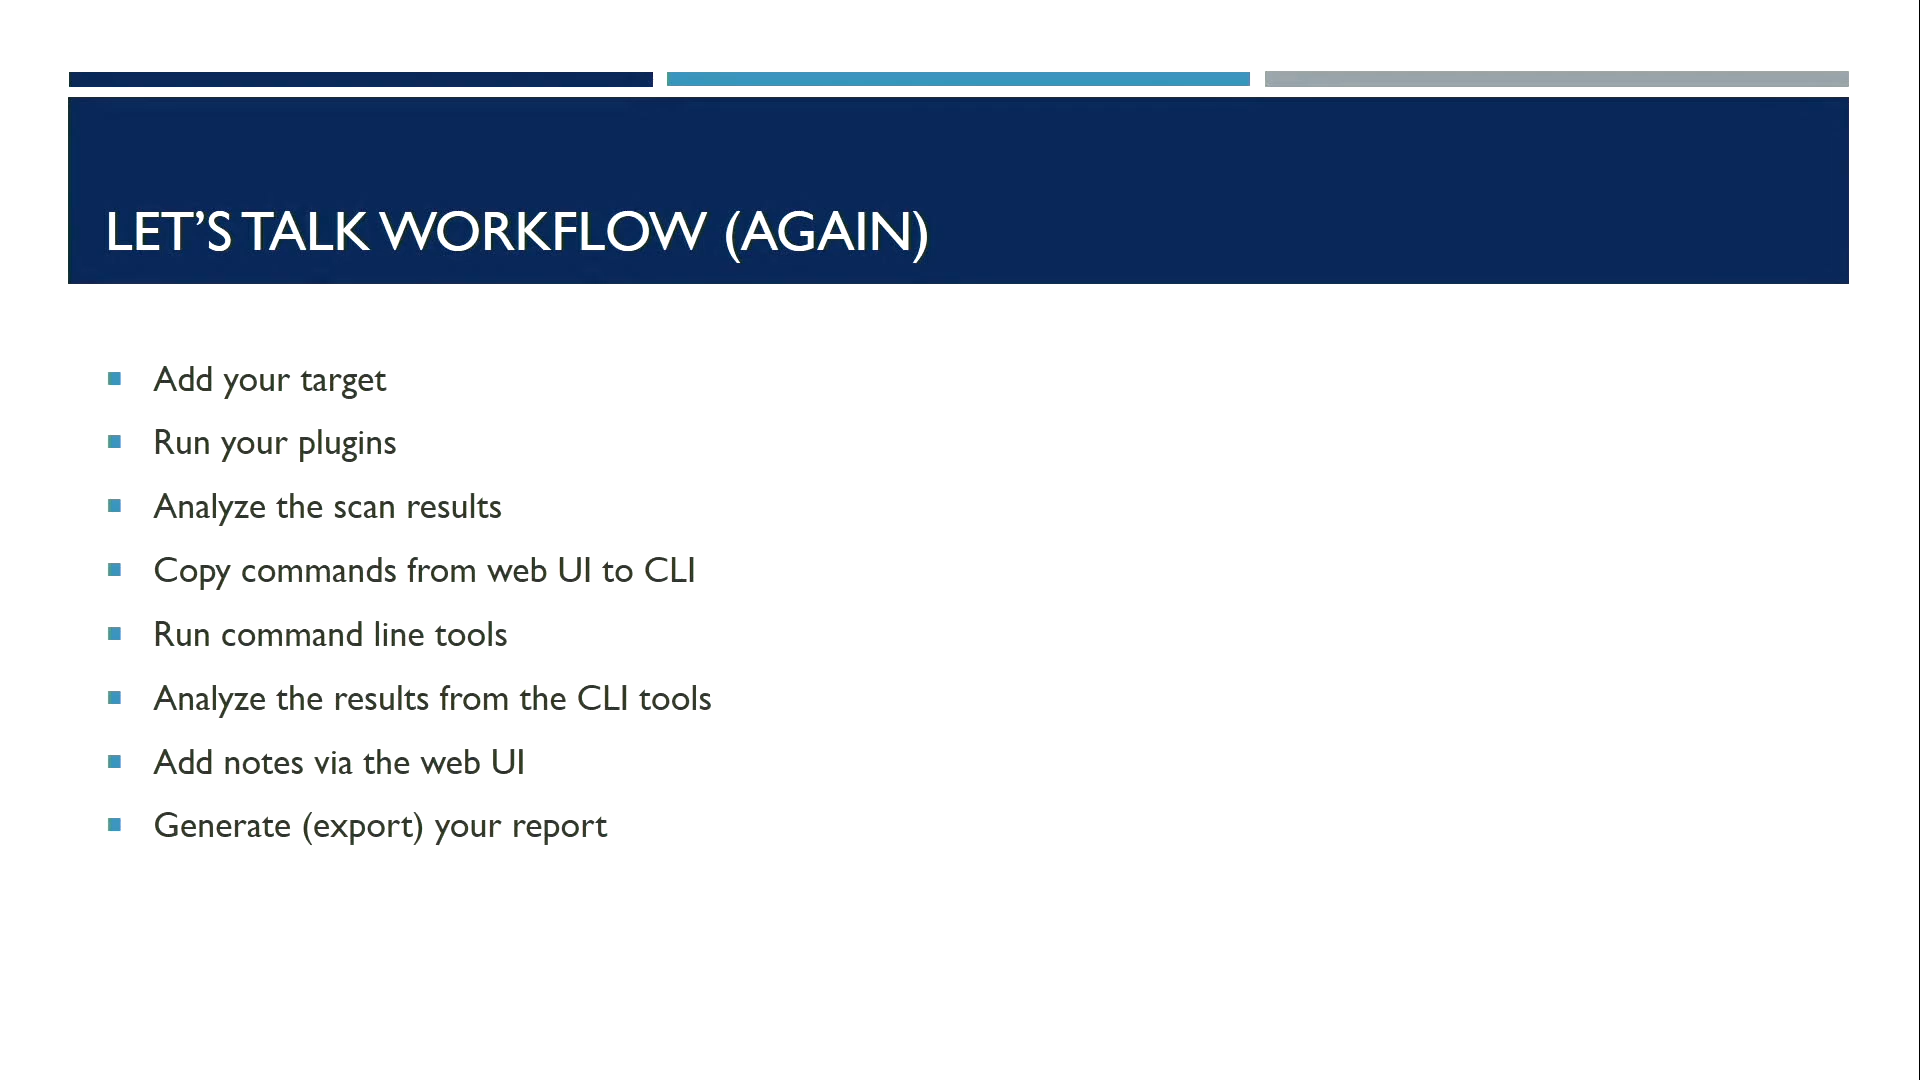 LET’S TALK WORKFLOW (AGAIN)
Add your target
Run your plugins
Analyze the scan results
Copy commands from web UI to CLI
Run command line tools
Analyze the results from the CLI tools
Add notes via the web UI
Generate (export) your report